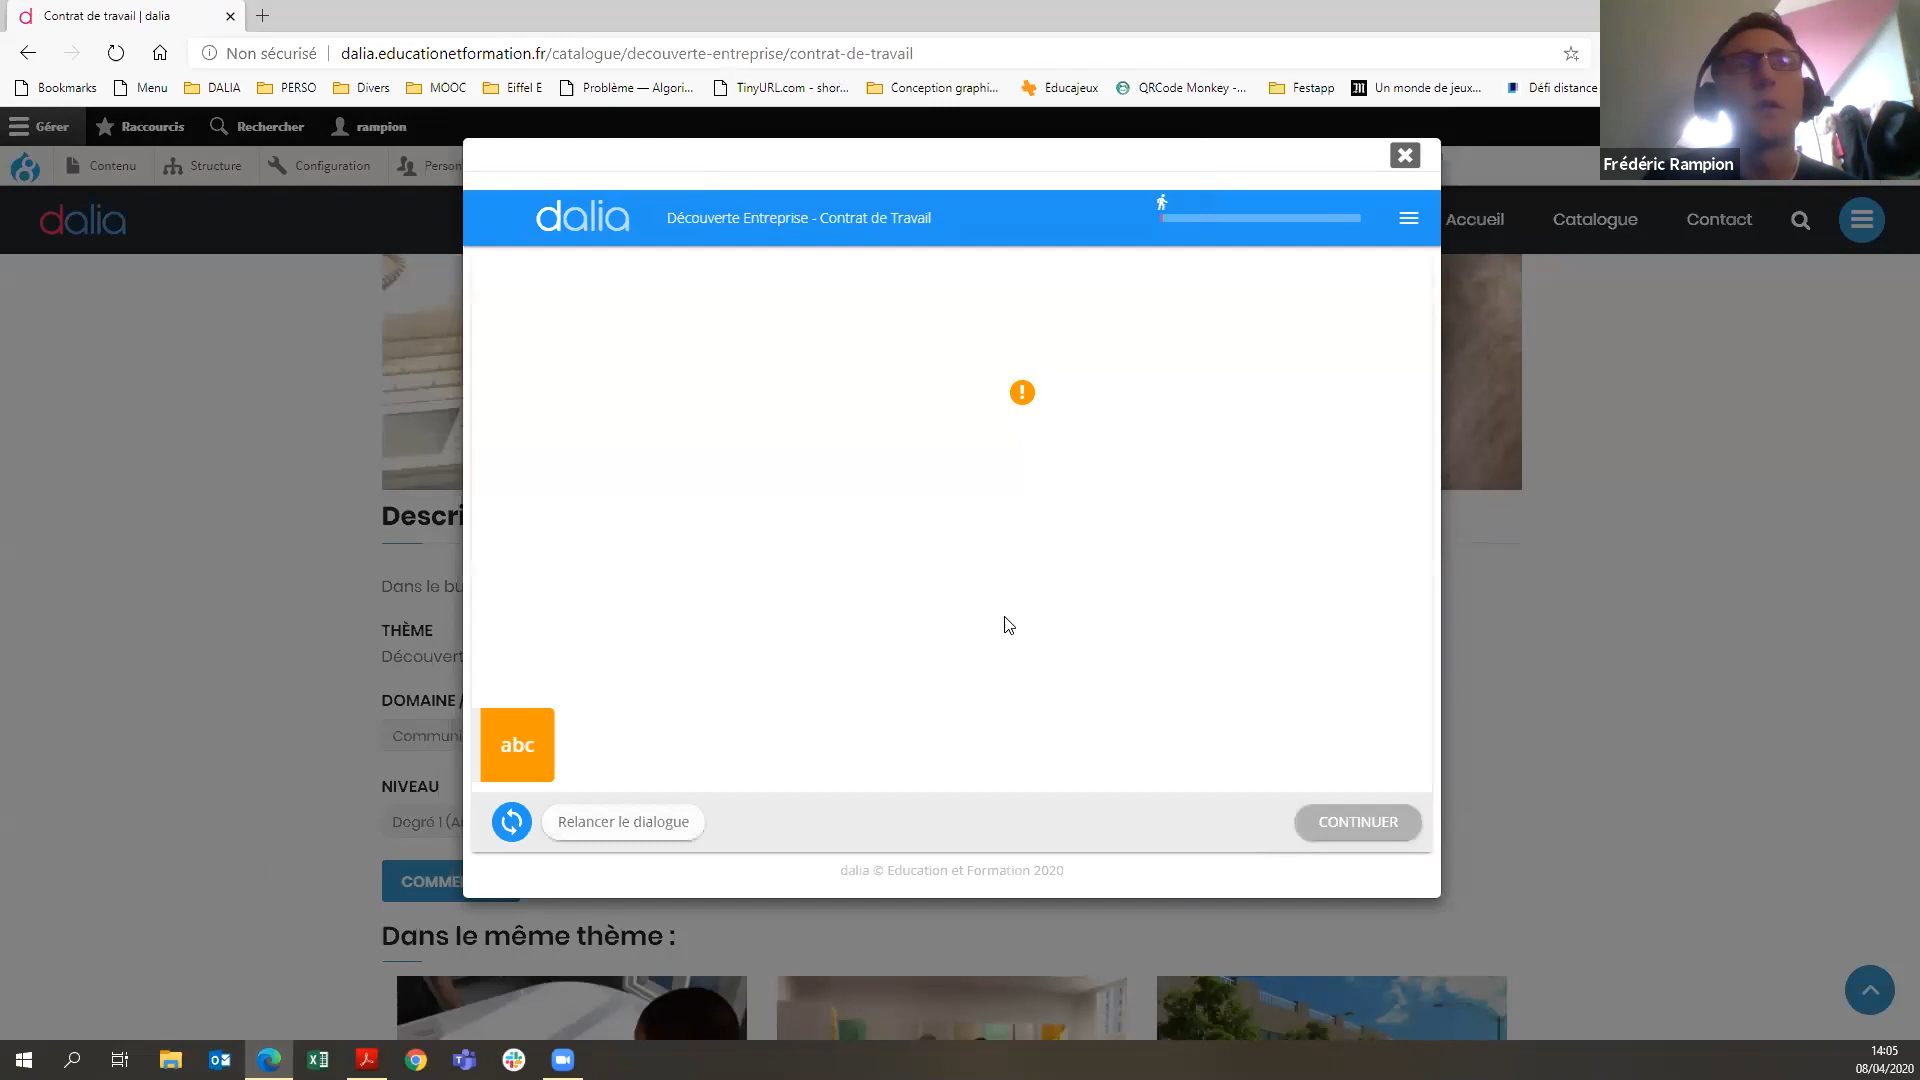 Contrat de travail | dalia
Non sécurisé
dalia.educationetformation.fr/catalogue/decouverte-entreprise/contrat-de-travail
Bookmarks
Menu
DALIA
PERSO
Divers
MOOC
Eiffel E
Problème — Algori...
TinyURL.com - shor...
Conception graphi...
Educajeux
QRCode Monkey -...
Festapp
Un monde de jeux...
Défi distance
Gérer
Raccourcis
Rechercher
rampion
Frédéric Rampion
Contenu
Structure
Configuration
Person
dalia
dalia
Découverte Entreprise - Contrat de Travail
Accueil
Catalogue
Contact
Descri
Dans le bu
THÈME
Découvert
DOMAINE /
Communi
abc
NIVEAU
Degré 1 (A
Relancer le dialogue
CONTINUER
dalia © Education et Formation 2020
COMME
Dans le même thème :
14:05
08/04/2020